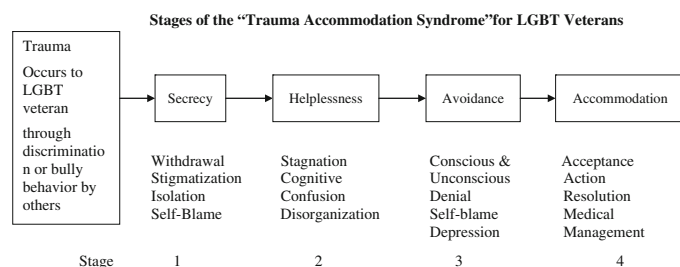 Stages of the “Trauma Accommodation Syndrome”for LGBT Veterans
Trauma
Occurs to
LGBT
veteran
through
discriminatio
n or bully
behavior by
others
Secrecy
Helplessness
Avoidance
Accommodation
Withdrawal
Stigmatization
Isolation
Self-Blame
Stagnation
Cognitive
Confusion
Disorganization
Conscious &
Unconscious
Denial
Self-blame
Depression
Acceptance
Action
Resolution
Medical
Management
Stage 1 2 3 4